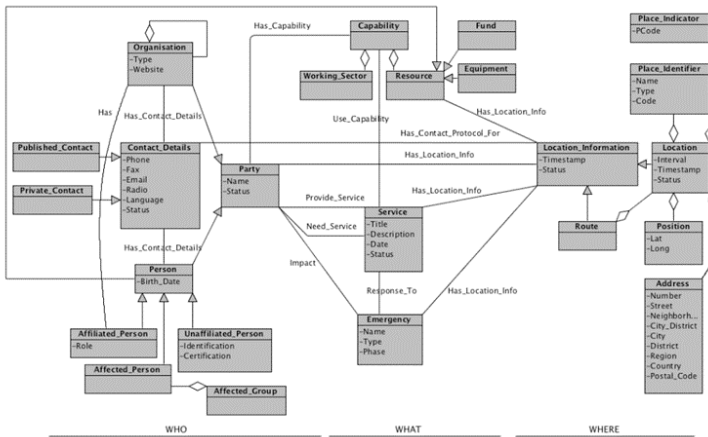 Organisation
-Type
-Website
Has_Capability
Capability
Working_Sector
Resource
Fund
Equipment
Place_Indicator
-PCode
Place_Identifier
-Name
-Type
-Code
Has
Has_Contact_Details
Use_Capability
Has_Location_Info
Has_Contact_Protocol_For
Published_Contact
Private_Contact
Contact_Details
-Phone
-Fax
-Email
-Radio
-Language
-Status
Party
-Name
-Status
Has_Location_Info
Location_Information
-Timestamp
-Status
Location
-Interval
-Timestamp
-Status
Provide_Service
Has_Location_Info
Need_Service
Service
-Title
-Description
-Date
-Status
Route
Position
-Lat
-Long
Has_Contact_Details
Person
-Birth_Date
Impact
Response_To
Has_Location_Info
Address
-Number
-Street
-Neighborh...
-City_District
-City
-District
-Region
-Country
-Postal_Code
Affiliated_Person
-Role
Unaffiliated_Person
-Identification
-Certification
Emergency
-Name
-Type
-Phase
Affected_Person
Affected_Group
WHO
WHAT
WHERE